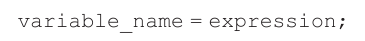 variable_name = expression;